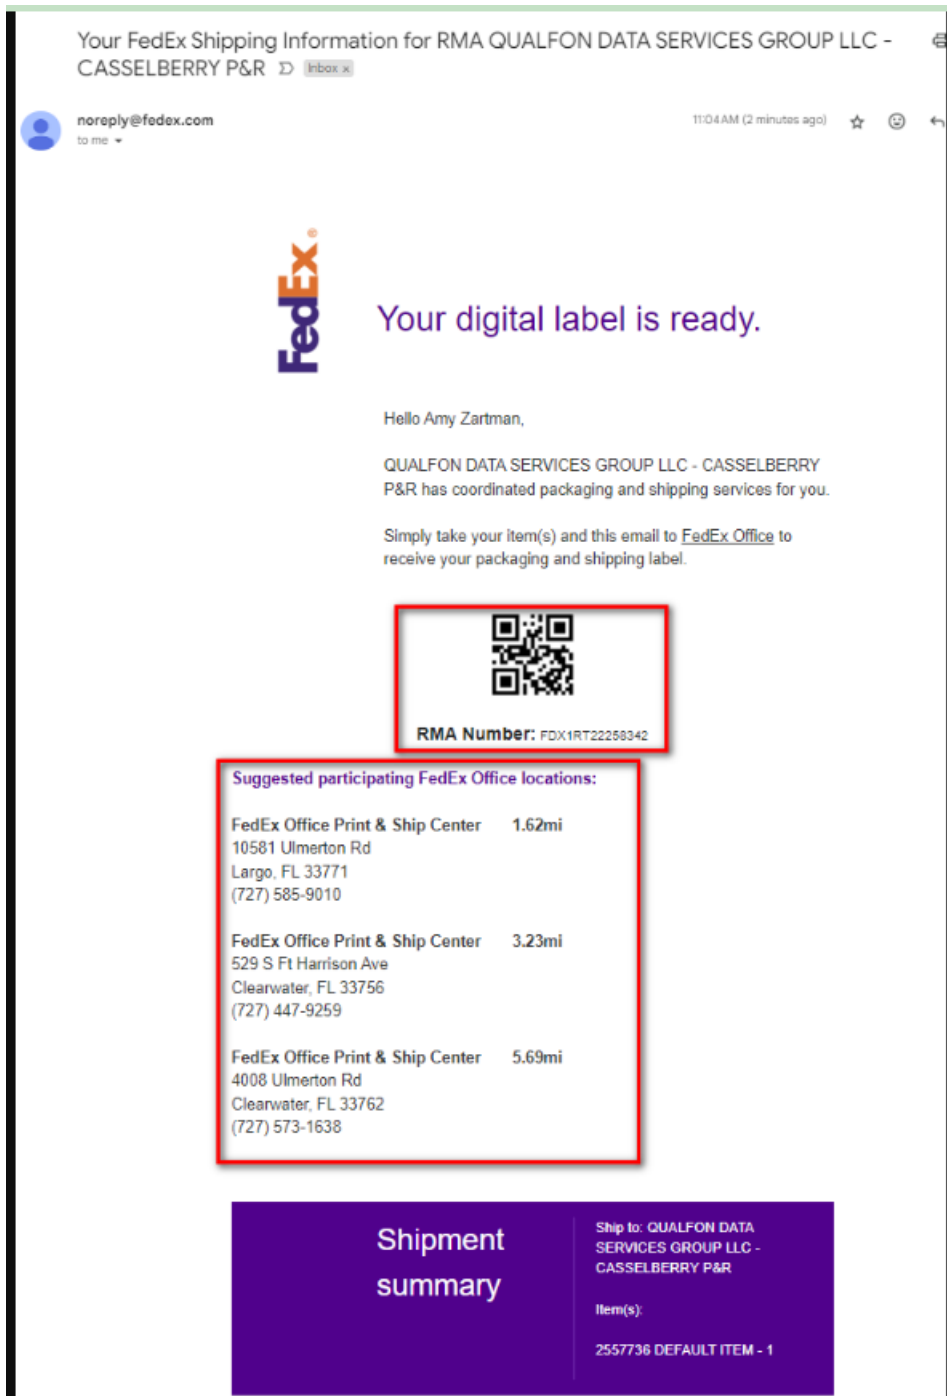 Your FedEx Shipping Information for RMA QUALFON DATA SERVICES GROUP LLC -
CASSELBERRY P&R Inbox x
noreply@fedex.com
11:04 AM (2 minutes ago)
to me
FedEx®
Your digital label is ready.
Hello Amy Zartman,
QUALFON DATA SERVICES GROUP LLC - CASSELBERRY
P&R has coordinated packaging and shipping services for you.
Simply take your item(s) and this email to FedEx Office to
receive your packaging and shipping label.
RMA Number: FDX1RT22258342
Suggested participating FedEx Office locations:
FedEx Office Print & Ship Center 1.62mi
10581 Ulmerton Rd
Largo, FL 33771
(727) 585-9010
FedEx Office Print & Ship Center 3.23mi
529 S Ft Harrison Ave
Clearwater, FL 33756
(727) 447-9259
FedEx Office Print & Ship Center 5.69mi
4008 Ulmerton Rd
Clearwater, FL 33762
(727) 573-1638
Shipment
summary
Ship to: QUALFON DATA
SERVICES GROUP LLC -
CASSELBERRY P&R
Item(s):
2557736 DEFAULT ITEM - 1